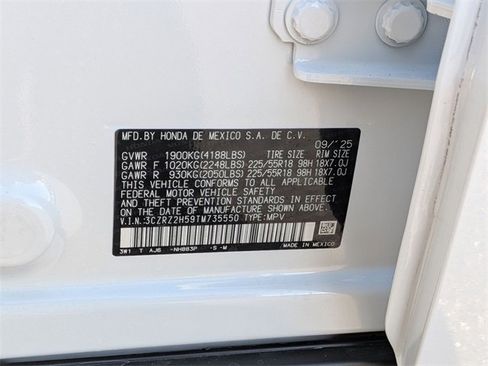 MFD.BY HONDA DE MEXICO S.A. DE C.V. 09/'25
TIRE SIZE RIM SIZE
GVWR 1900KG(4188LBS)
GAWR F 1020KG(2248LBS) 225/55R18 98H 18X7.0J
GAWR R 930KG(2050LBS) 225/55R18 98H 18X7.0J
THIS VEHICLE CONFORMS TO ALL APPLICABLE
FEDERAL MOTOR VEHICLE SAFETY AND
THEFT PREVENTION STANDARDS IN EFFECT
ON THE DATE OF MANUFACTURE SHOWN ABOVE.
V.I.N.:3CZRZ2H59TM735550 TYPE:MPV
3W1 T AJ6 -NH883P -S -M MADE IN MEXICO